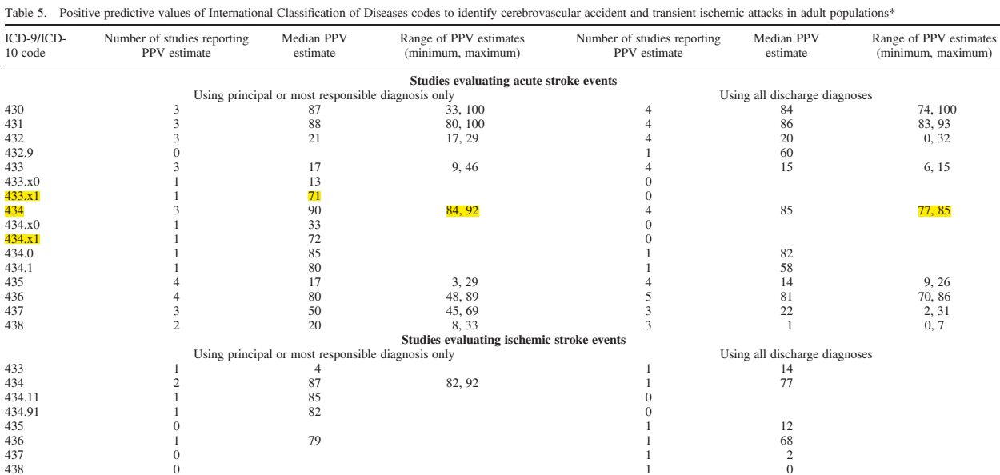 Table 5. Positive predictive values of International Classification of Diseases codes to identify cerebrovascular accident and transient ischemic attacks in adult populations*
ICD-9/ICD- Number of studies reporting Median PPV Range of PPV estimates Number of studies reporting Median PPV Range of PPV estimates
10 code PPV estimate estimate (minimum, maximum) PPV estimate estimate (minimum, maximum)
Studies evaluating acute stroke events
Using principal or most responsible diagnosis only Using all discharge diagnoses
430 3 87 33, 100 4 84 74, 100
431 3 88 80, 100 4 86 83, 93
432 3 21 17, 29 4 20 0, 32
432.9 0 1 60
433 3 17 9, 46 4 15 6, 15
433.x0 1 13 0
433.x1 1 71 0
434 3 90 84, 92 4 85 77, 85
434.x0 1 33 0
434.x1 1 72 0
434.0 1 85 1 82
434.1 1 80 1 58
435 4 17 3, 29 4 14 9, 26
436 4 80 48, 89 5 81 70, 86
437 3 50 45, 69 3 22 2, 31
438 2 20 8, 33 3 1 0, 7
Studies evaluating ischemic stroke events
Using principal or most responsible diagnosis only Using all discharge diagnoses
433 1 4 1 14
434 2 87 82, 92 1 77
434.11 1 85 0
434.91 1 82 0
435 0 1 12
436 1 79 1 68
437 0 1 2
438 0 1 0